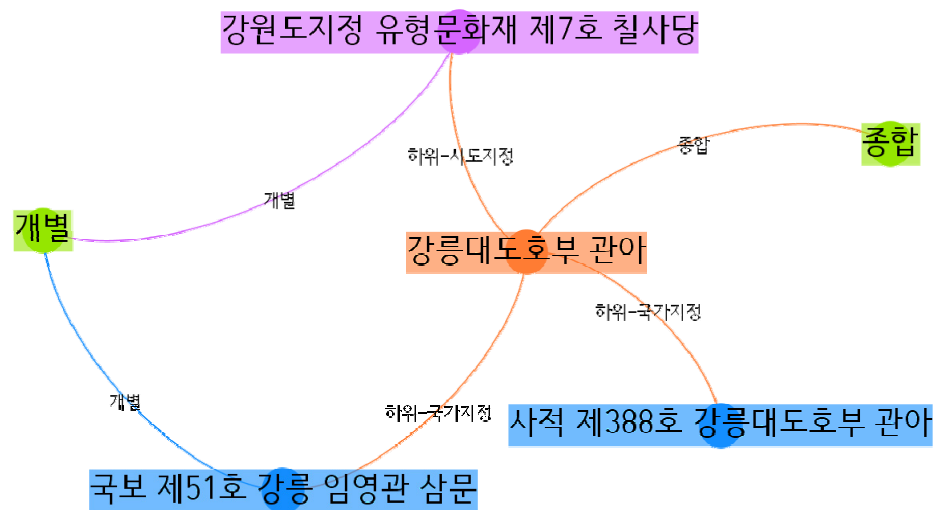 강원도지정 유형문화재 제7호 칠사당
종합
하위-시도지정
종합
개별
개별
강릉대도호부 관아
하위-국가지정
개별
하위-국가지정
사적 제388호 강릉대도호부 관아
국보 제51호 강릉 임영관 삼문